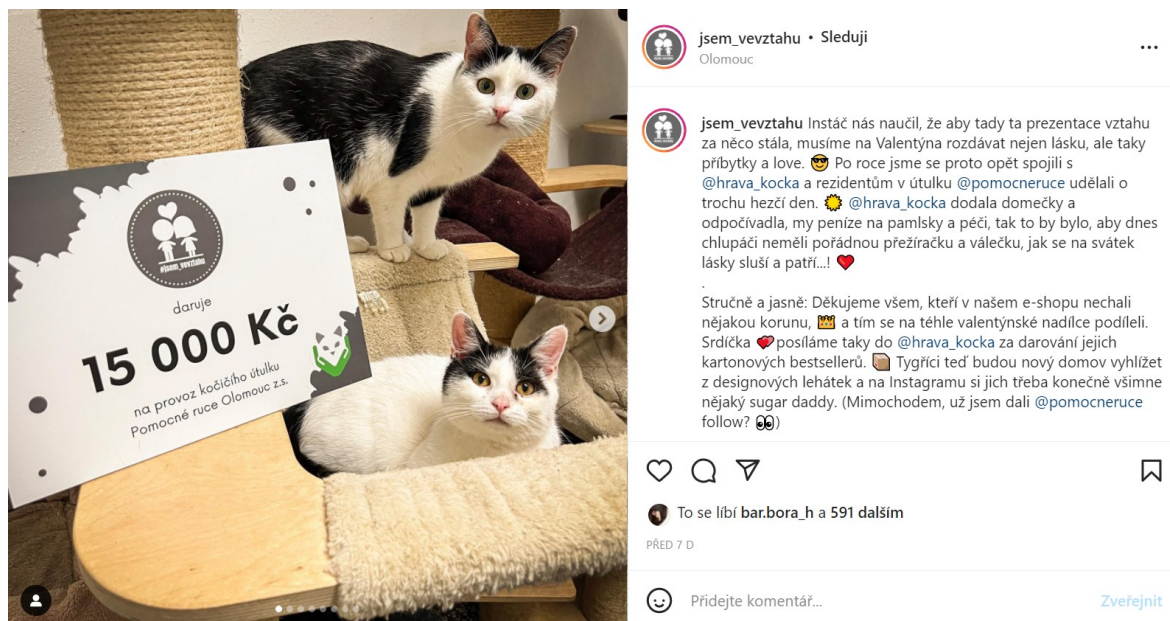 #jsem_vevztahu
daruje
15 000 Kč
na provoz kočičího útulku
Pomocné ruce Olomouc z.s.
jsem_vevztahu • Sleduji
Olomouc
jsem_vevztahu Instáč nás naučil, že aby tady ta prezentace vztahu
za něco stála, musíme na Valentýna rozdávat nejen lásku, ale taky
příbytky a love. 😎 Po roce jsme se proto opět spojili s
@hrava_kocka a rezidentům v útulku @pomocneruce udělali o
trochu hezčí den. ☀️ @hrava_kocka dodala domečky a
odpočívadla, my peníze na pamlsky a péči, tak to by bylo, aby dnes
chlupáči neměli pořádnou přežíračku a válečku, jak se na svátek
lásky sluší a patří...! ❤️
.
Stručně a jasně: Děkujeme všem, kteří v našem e-shopu nechali
nějakou korunu, 👑 a tím se na téhle valentýnské nadílce podíleli.
Srdíčka 💕posíláme taky do @hrava_kocka za darování jejich
kartonových bestsellerů. 📦 Tygříci teď budou nový domov vyhlížet
z designových lehátek a na Instagramu si jich třeba konečně všimne
nějaký sugar daddy. (Mimochodem, už jsem dali @pomocneruce
follow? 👀)
To se líbí bar.bora_h a 591 dalším
PŘED 7 D
Přidejte komentář...
Zveřejnit